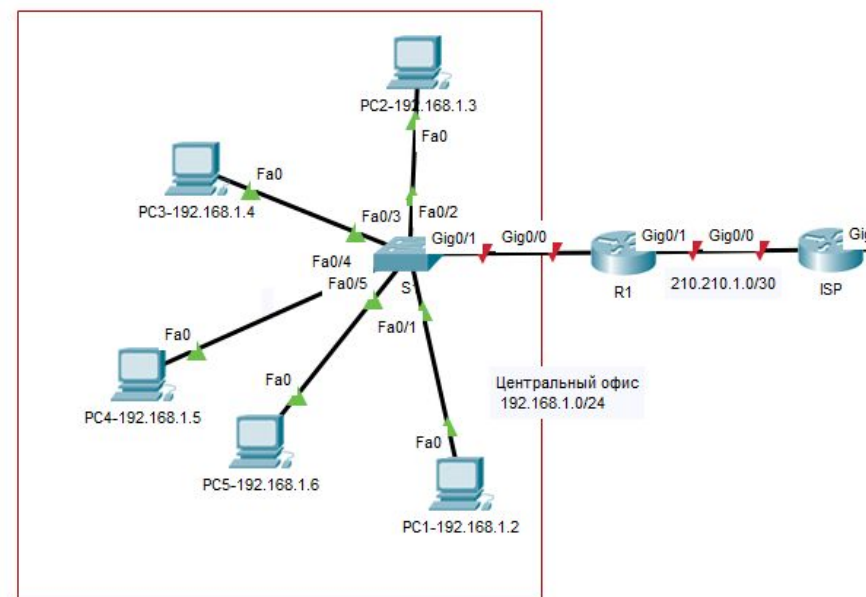 PC2-192.168.1.3
Fa0
Fa0
PC3-192.168.1.4
Fa0/3
Fa0/2
Gig0/1
Gig0/0
Gig0/1
Gig0/0
Fa0/4
Fa0/5
R1
210.210.1.0/30
ISP
Fa0/1
Fa0
PC4-192.168.1.5
Fa0
Центральный офис
192.168.1.0/24
PC5-192.168.1.6
Fa0
PC1-192.168.1.2